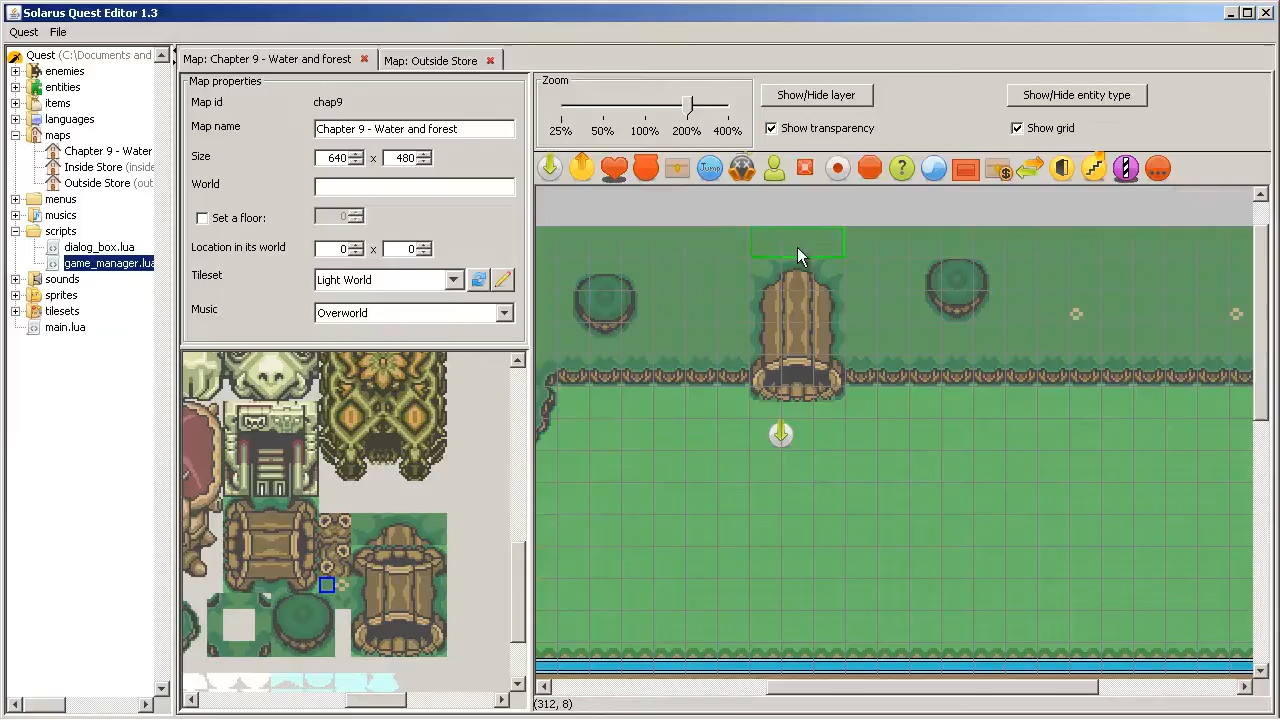 Solarus Quest Editor 1.3
Quest File
Quest (C:\Documents and
enemies
entities
items
languages
maps
Chapter 9 - Water
Inside Store (inside
Outside Store (out
menus
musics
scripts
dialog_box.lua
game_manager.lua
sounds
sprites
tilesets
main.lua
Map: Chapter 9 - Water and forest
Map: Outside Store
Map properties
Map id chap9
Map name Chapter 9 - Water and forest
Size 640 x 480
World
Set a floor: 0
Location in its world 0 x 0
Tileset Light World
Music Overworld
Zoom
25% 50% 100% 200% 400%
Show/Hide layer
Show/Hide entity type
Show transparency
Show grid
Jump
?
$
...
(312, 8)